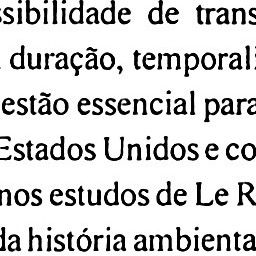 ssibilidade de trans
duração, temporali
estão essencial para
Estados Unidos e co
nos estudos de Le R
da história ambienta